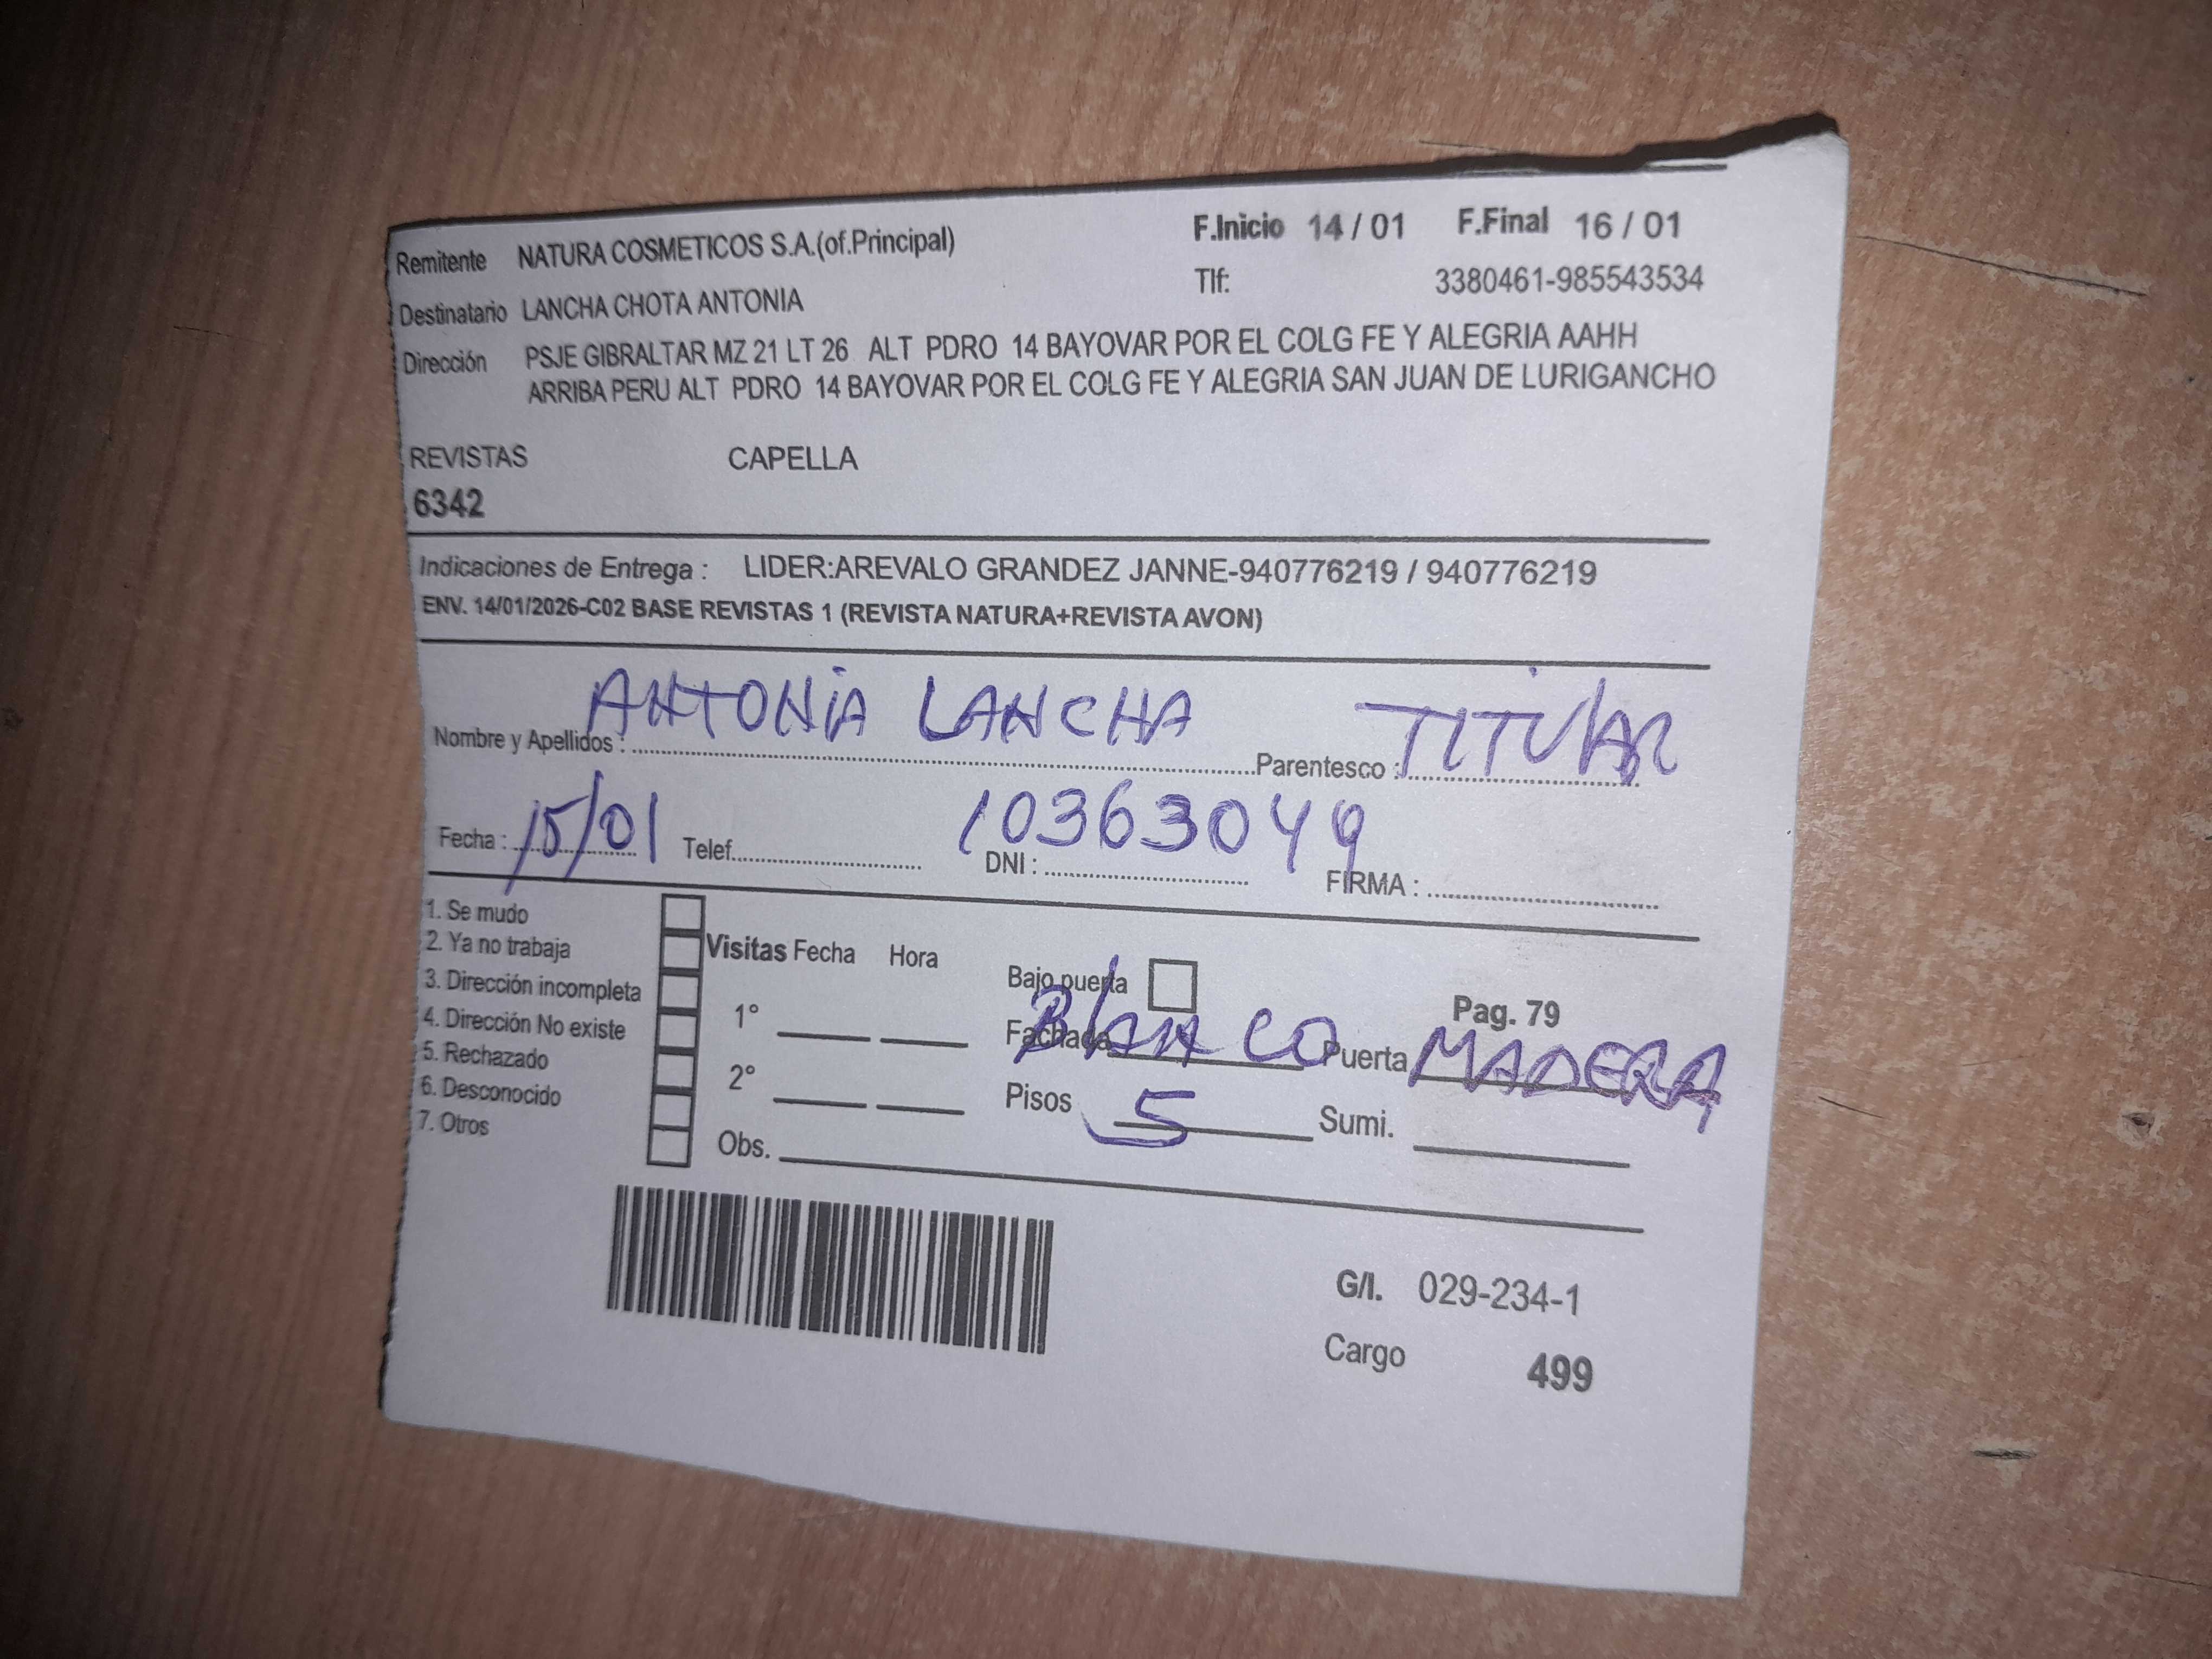 Remitente NATURA COSMETICOS S.A.(of.Principal) F.Inicio 14 / 01 F.Final 16 / 01
Destinatario LANCHA CHOTA ANTONIA Tlf: 3380461-985543534
Dirección PSJE GIBRALTAR MZ 21 LT 26 ALT PDRO 14 BAYOVAR POR EL COLG FE Y ALEGRIA AAHH
ARRIBA PERU ALT PDRO 14 BAYOVAR POR EL COLG FE Y ALEGRIA SAN JUAN DE LURIGANCHO
REVISTAS CAPELLA
6342
Indicaciones de Entrega : LIDER:AREVALO GRANDEZ JANNE-940776219 / 940776219
ENV. 14/01/2026-C02 BASE REVISTAS 1 (REVISTA NATURA+REVISTA AVON)
Nombre y Apellidos : ANTONIA LANCHA Parentesco : TITULAR
Fecha : 15/01 Telef. DNI : 10363049 FIRMA :
1. Se mudo
2. Ya no trabaja Visitas Fecha Hora
3. Dirección incompleta Bajo puerta Pag. 79
4. Dirección No existe 1° Fachada BlANCO Puerta MADERA
5. Rechazado
6. Desconocido 2° Pisos 5 Sumi.
7. Otros Obs.
G/I. 029-234-1
Cargo 499